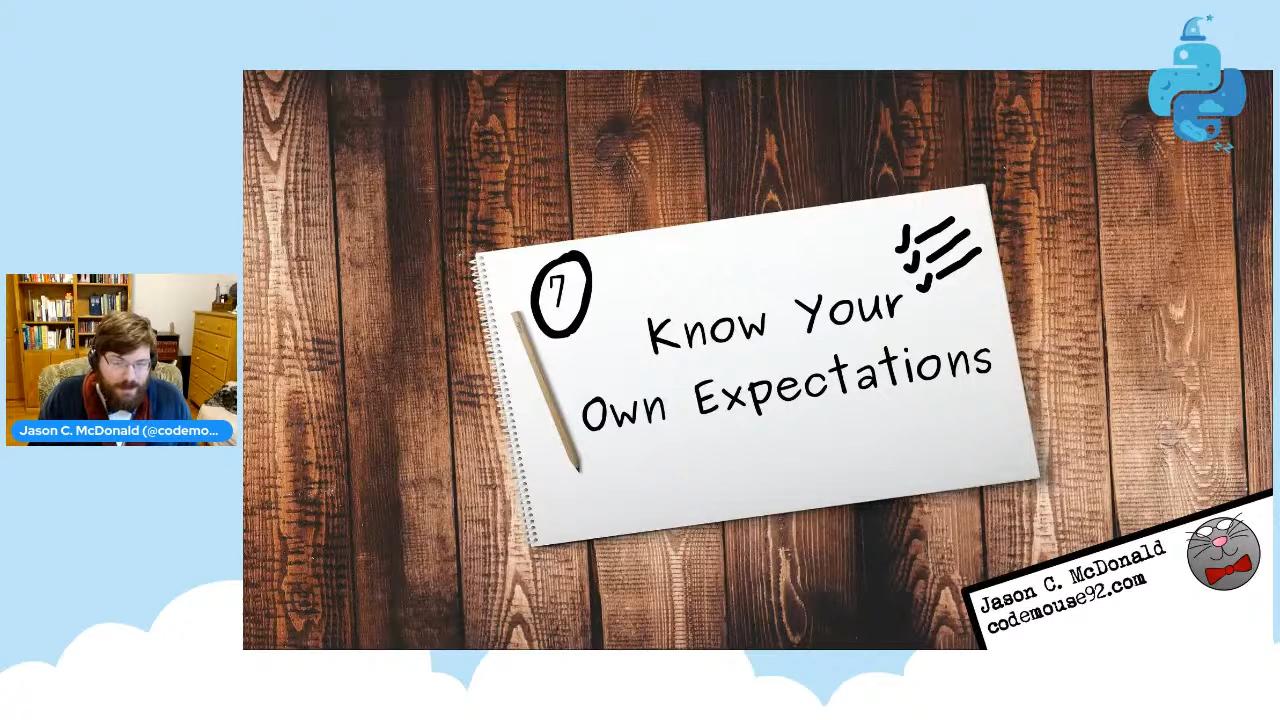 7
Know Your
Own Expectations
Jason C. McDonald (@codemo...
Jason C. McDonald
codemouse92.com